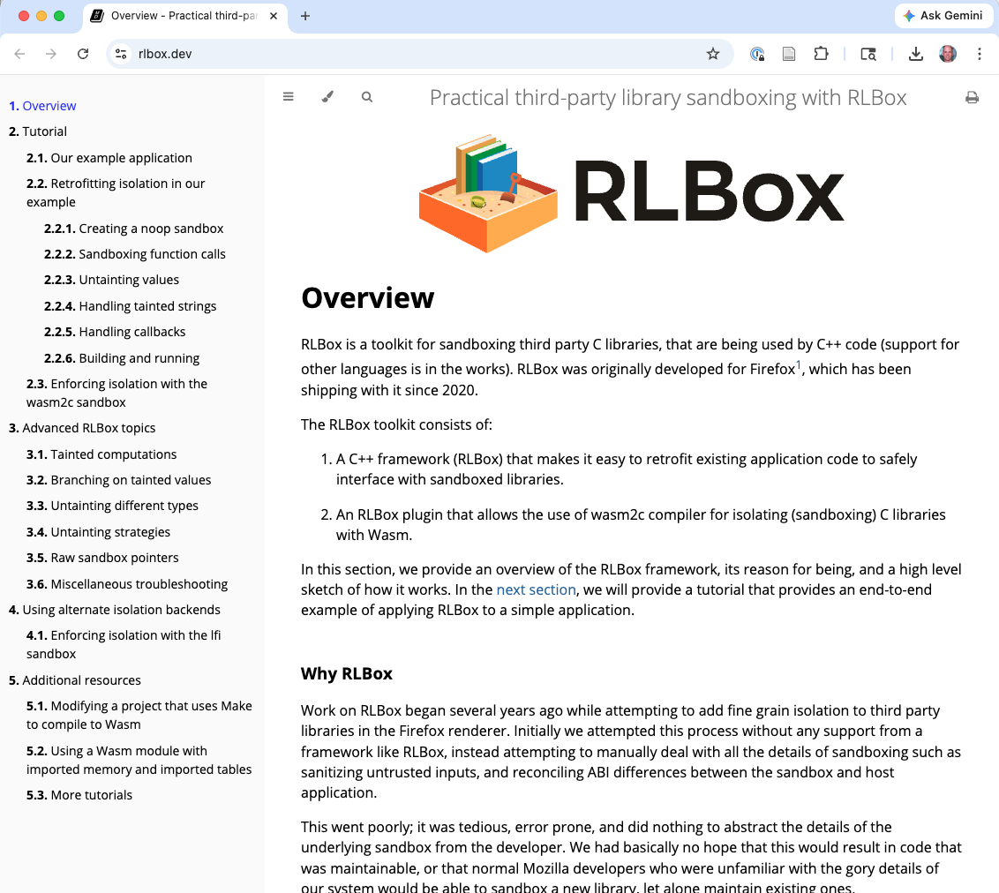 Overview - Practical third-par
Ask Gemini
rlbox.dev
1. Overview
2. Tutorial
2.1. Our example application
2.2. Retrofitting isolation in our
example
2.2.1. Creating a noop sandbox
2.2.2. Sandboxing function calls
2.2.3. Untainting values
2.2.4. Handling tainted strings
2.2.5. Handling callbacks
2.2.6. Building and running
2.3. Enforcing isolation with the
wasm2c sandbox
3. Advanced RLBox topics
3.1. Tainted computations
3.2. Branching on tainted values
3.3. Untainting different types
3.4. Untainting strategies
3.5. Raw sandbox pointers
3.6. Miscellaneous troubleshooting
4. Using alternate isolation backends
4.1. Enforcing isolation with the lfi
sandbox
5. Additional resources
5.1. Modifying a project that uses Make
to compile to Wasm
5.2. Using a Wasm module with
imported memory and imported tables
5.3. More tutorials
Practical third-party library sandboxing with RLBox
RLBox
Overview
RLBox is a toolkit for sandboxing third party C libraries, that are being used by C++ code (support for
other languages is in the works). RLBox was originally developed for Firefox1, which has been
shipping with it since 2020.
The RLBox toolkit consists of:
1. A C++ framework (RLBox) that makes it easy to retrofit existing application code to safely
interface with sandboxed libraries.
2. An RLBox plugin that allows the use of wasm2c compiler for isolating (sandboxing) C libraries
with Wasm.
In this section, we provide an overview of the RLBox framework, its reason for being, and a high level
sketch of how it works. In the next section, we will provide a tutorial that provides an end-to-end
example of applying RLBox to a simple application.
Why RLBox
Work on RLBox began several years ago while attempting to add fine grain isolation to third party
libraries in the Firefox renderer. Initially we attempted this process without any support from a
framework like RLBox, instead attempting to manually deal with all the details of sandboxing such as
sanitizing untrusted inputs, and reconciling ABI differences between the sandbox and host
application.
This went poorly; it was tedious, error prone, and did nothing to abstract the details of the
underlying sandbox from the developer. We had basically no hope that this would result in code that
was maintainable, or that normal Mozilla developers who were unfamiliar with the gory details of
our system would be able to sandbox a new library, let alone maintain existing ones.